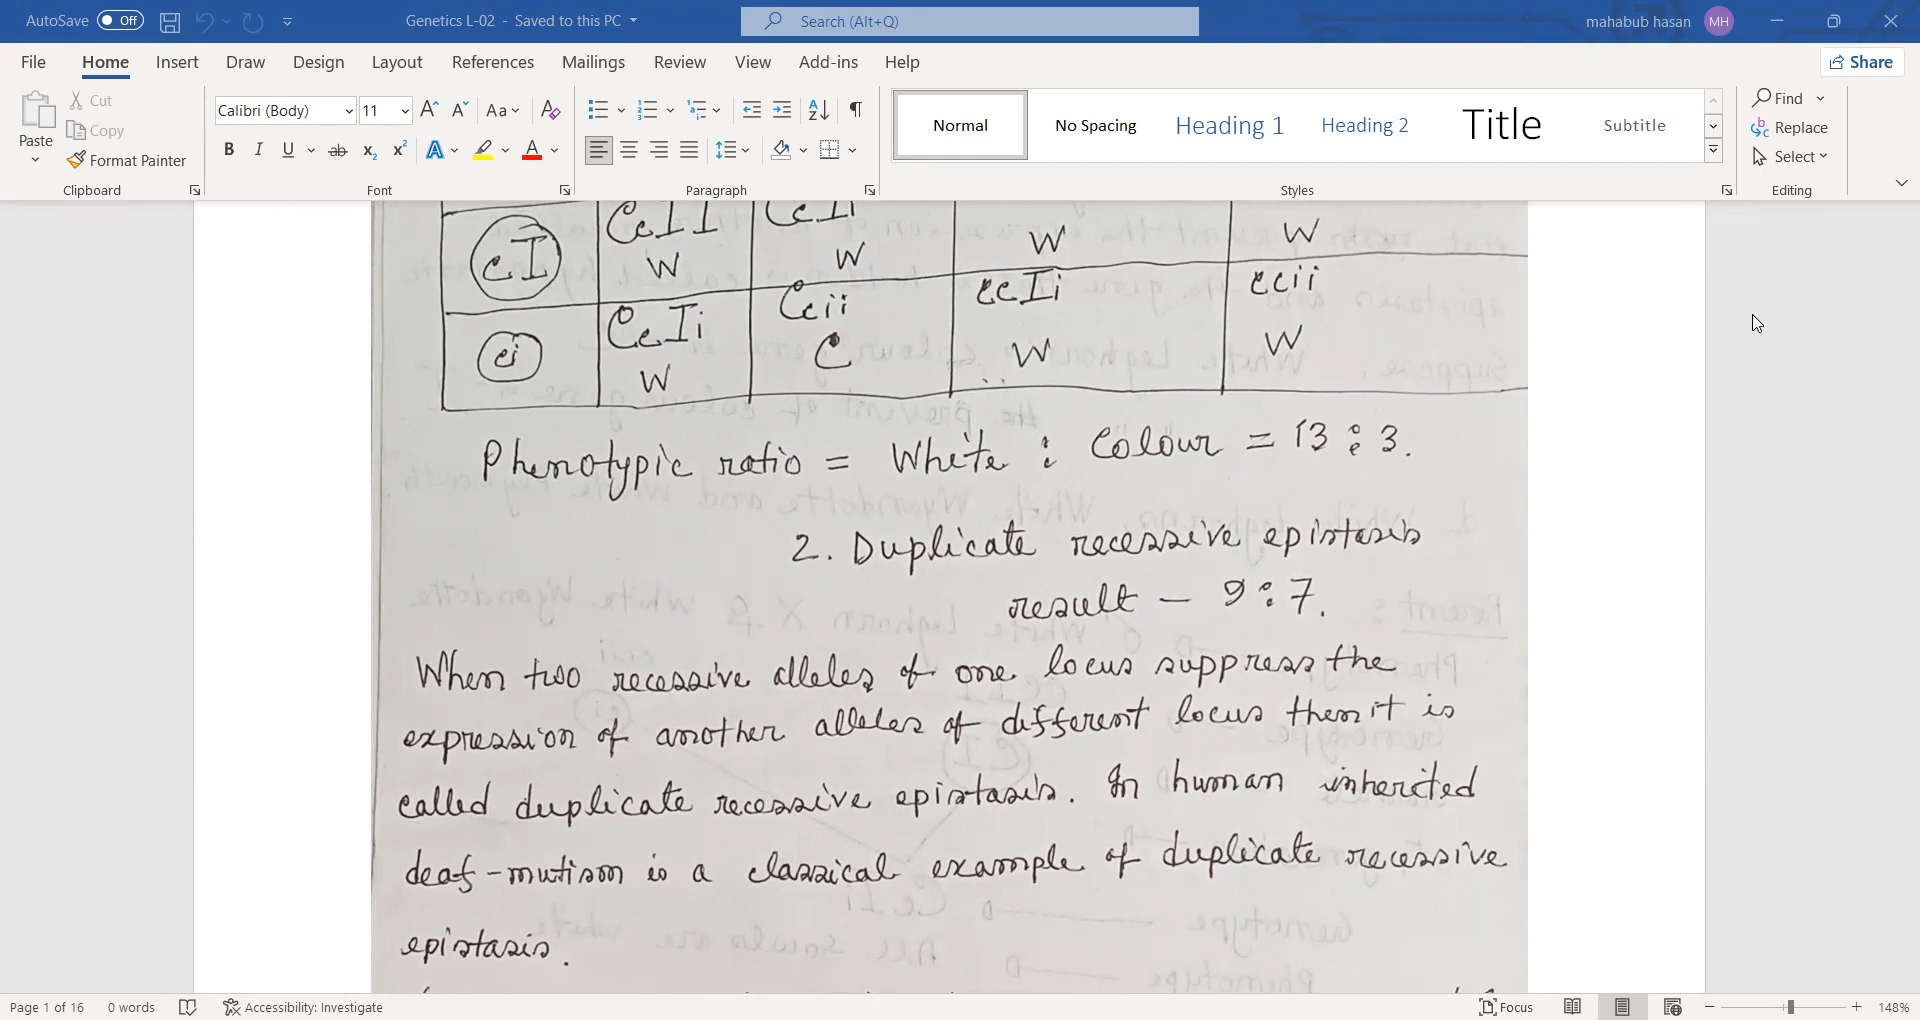 AutoSave Off Genetics L-02 - Saved to this PC Search (Alt+Q) mahabub hasan MH
File Home Insert Draw Design Layout References Mailings Review View Add-ins Help Share
Paste Cut Copy Format Painter
Calibri (Body) 11
Normal No Spacing Heading 1 Heading 2 Title Subtitle
Find Replace Select
Clipboard Font Paragraph Styles Editing
cI CcII CcIi
W W W W
ci CcIi Ccii ccIi ccii
W C W W
Phenotypic ratio = White : Colour = 13 : 3.
2. Duplicate recessive epistasis
result - 9 : 7.
When two recessive alleles of one locus suppress the
expression of another alleles of different locus then it is
called duplicate recessive epistasis. In human inherited
deaf-mutism is a classical example of duplicate recessive
epistasis.
Page 1 of 16 0 words Accessibility: Investigate Focus 148%